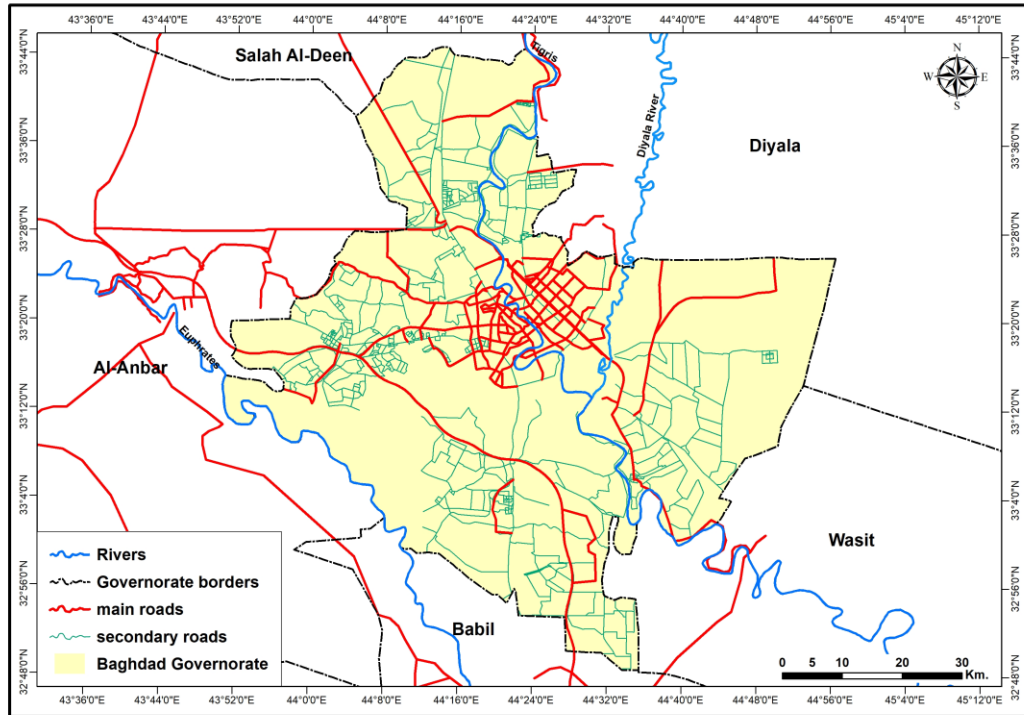 43°36'0"E 43°44'0"E 43°52'0"E 44°0'0"E 44°8'0"E 44°16'0"E 44°24'0"E 44°32'0"E 44°40'0"E 44°48'0"E 44°56'0"E 45°4'0"E 45°12'0"E
33°44'0"N
33°44'0"N
Salah Al-Deen
Tigris
N
W
E
S
Diyala River
Diyala
33°36'0"N
33°36'0"N
33°28'0"N
33°28'0"N
33°20'0"N
33°20'0"N
Euphrates
Al-Anbar
33°12'0"N
33°12'0"N
33°4'0"N
33°4'0"N
Wasit
Rivers
Governorate borders
main roads
secondary roads
Baghdad Governorate
32°56'0"N
32°56'0"N
Babil
0 5 10 20 30
Km.
32°48'0"N
32°48'0"N
43°36'0"E 43°44'0"E 43°52'0"E 44°0'0"E 44°8'0"E 44°16'0"E 44°24'0"E 44°32'0"E 44°40'0"E 44°48'0"E 44°56'0"E 45°4'0"E 45°12'0"E